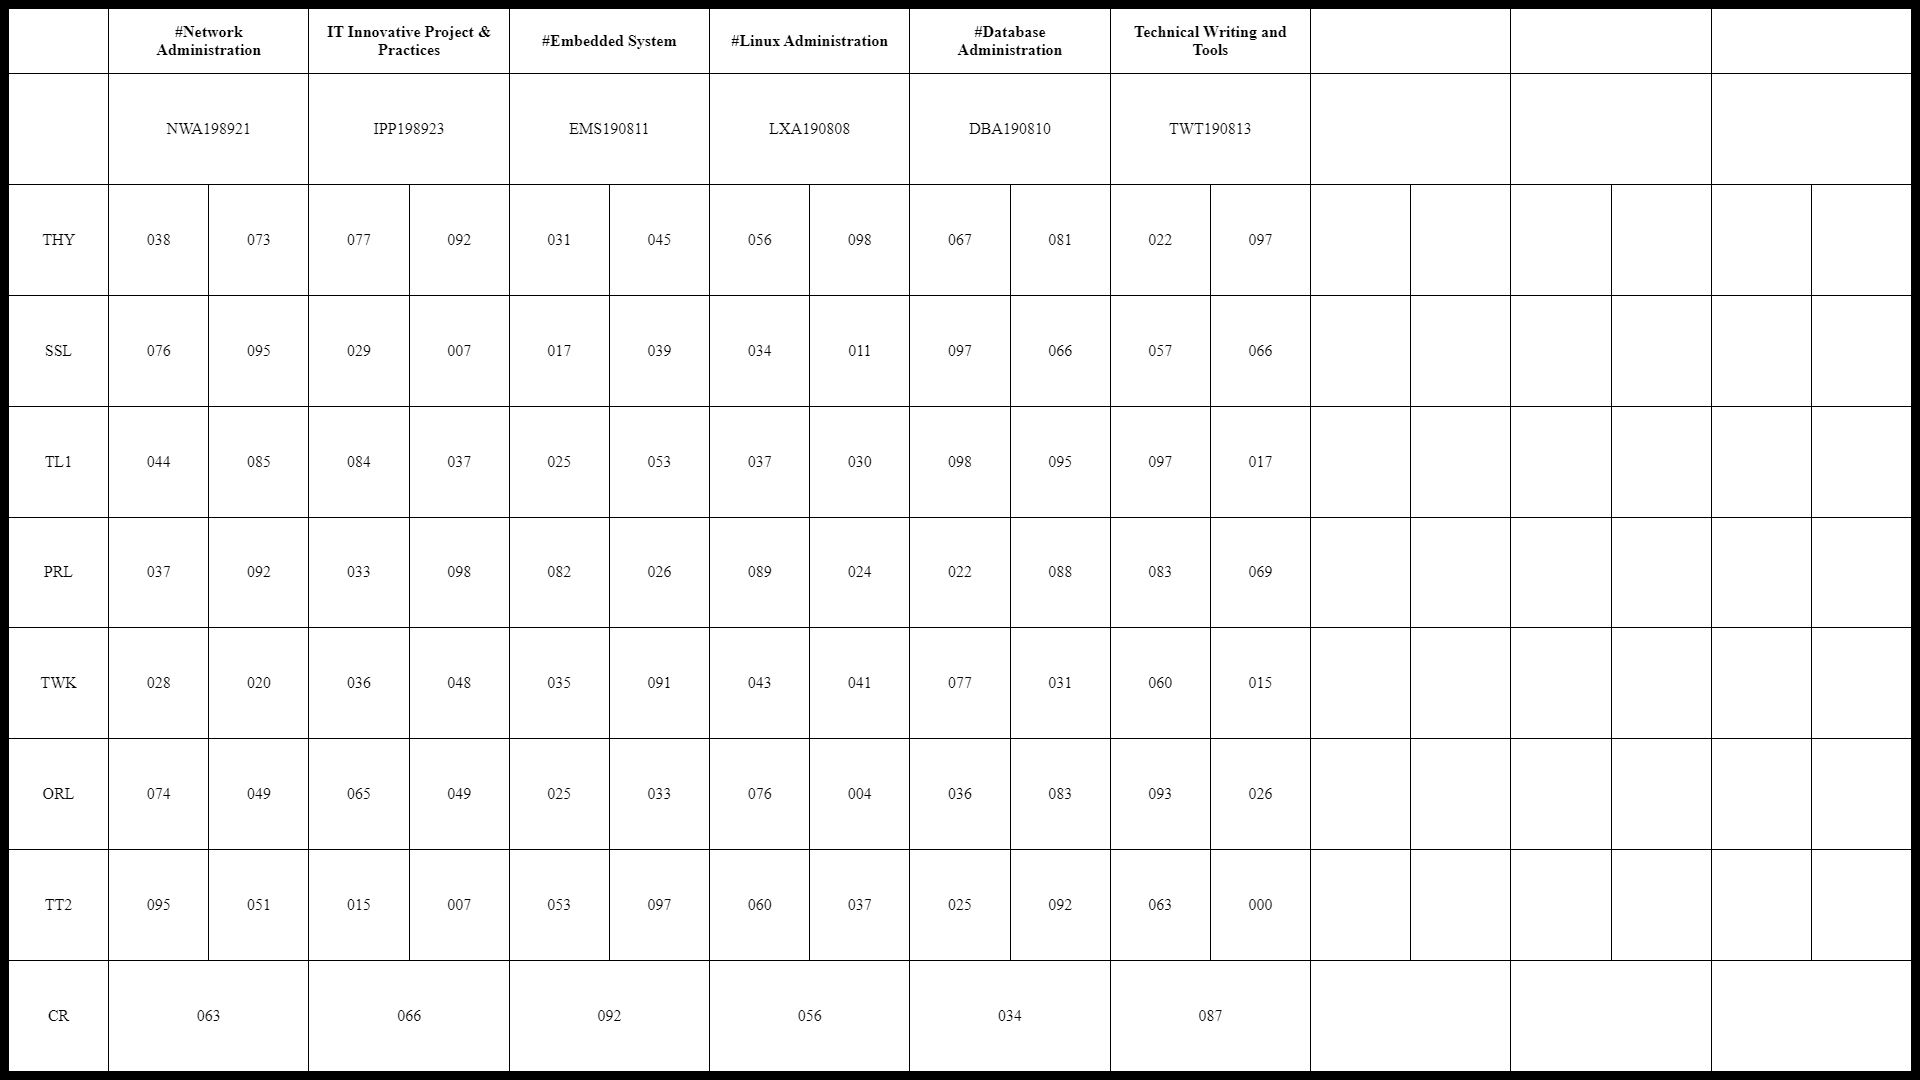 #Network
Administration
IT Innovative Project &
Practices
#Embedded System
#Linux Administration
#Database
Administration
Technical Writing and
Tools
NWA198921 IPP198923 EMS190811 LXA190808 DBA190810 TWT190813
THY 038 073 077 092 031 045 056 098 067 081 022 097
SSL 076 095 029 007 017 039 034 011 097 066 057 066
TL1 044 085 084 037 025 053 037 030 098 095 097 017
PRL 037 092 033 098 082 026 089 024 022 088 083 069
TWK 028 020 036 048 035 091 043 041 077 031 060 015
ORL 074 049 065 049 025 033 076 004 036 083 093 026
TT2 095 051 015 007 053 097 060 037 025 092 063 000
CR 063 066 092 056 034 087